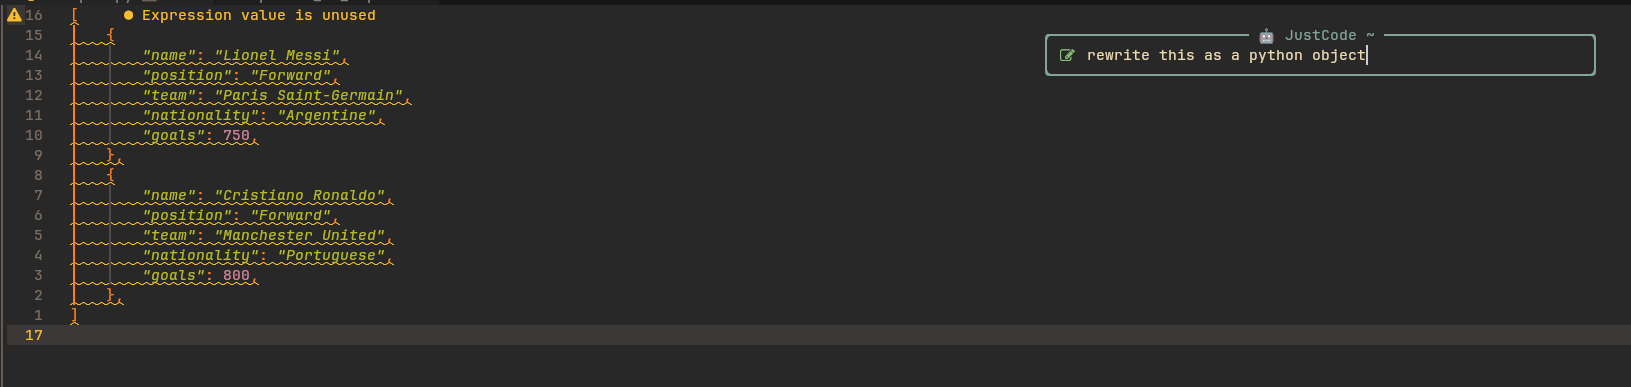 16 [ ● Expression value is unused
🤖 JustCode ~
15 {
rewrite this as a python object
14 "name": "Lionel Messi",
13 "position": "Forward",
12 "team": "Paris Saint-Germain",
11 "nationality": "Argentine",
10 "goals": 750,
9 },
8 {
7 "name": "Cristiano Ronaldo",
6 "position": "Forward",
5 "team": "Manchester United",
4 "nationality": "Portuguese",
3 "goals": 800,
2 },
1 ]
17